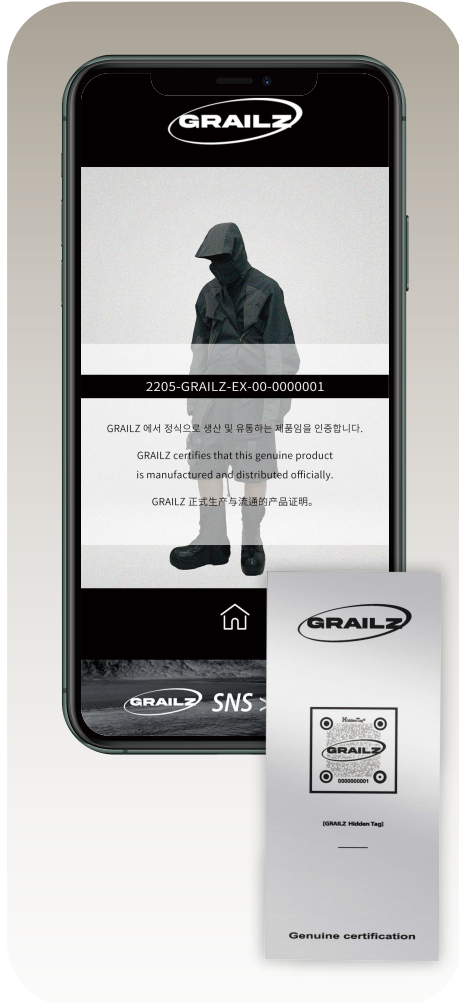 GRAILZ
2205-GRAILZ-EX-00-0000001
GRAILZ 에서 정식으로 생산 및 유통하는 제품임을 인증합니다.
GRAILZ certifies that this genuine product
is manufactured and distributed officially.
GRAILZ 正式生产与流通的产品证明。
GRAILZ SNS >
GRAILZ
HiddenTag
GRAILZ
0000000001
[GRAILZ Hidden Tag]
Genuine certification